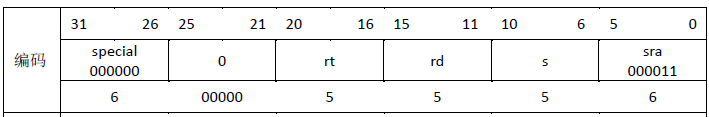 31 26 25 21 20 16 15 11 10 6 5 0
编码
special 000000 0 rt rd s sra 000011
6 00000 5 5 5 6